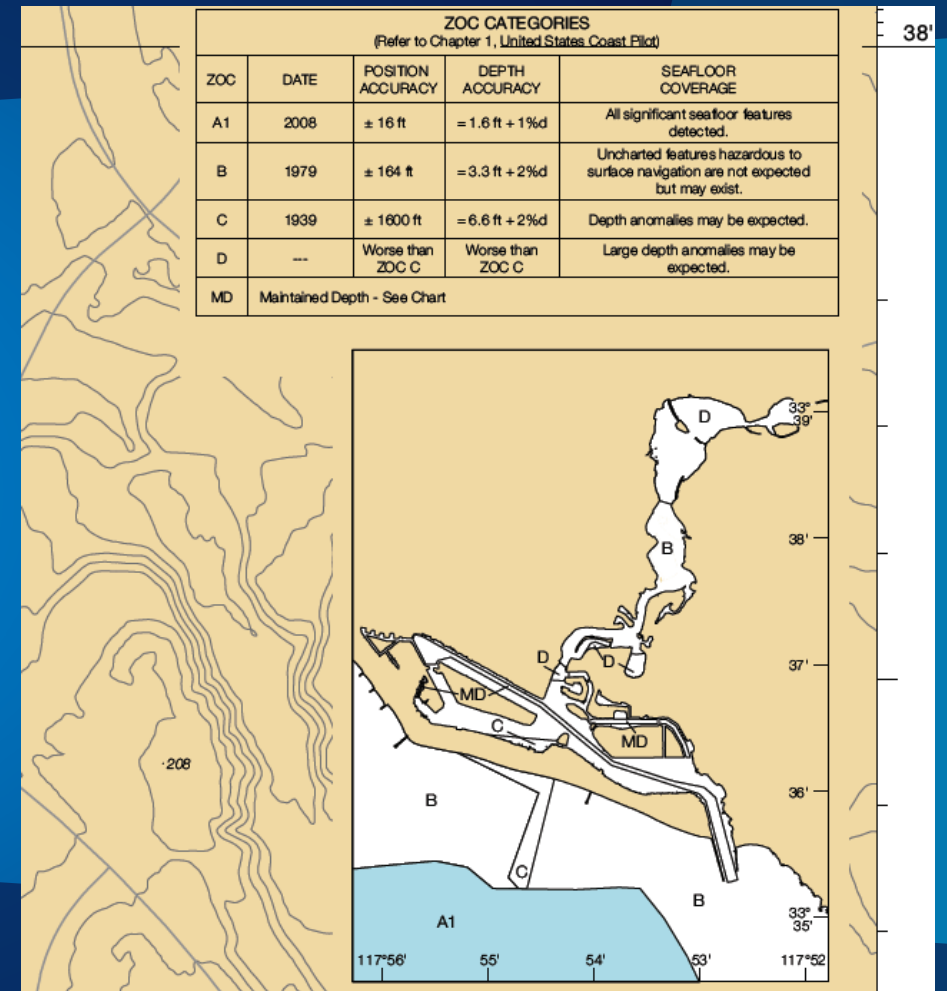 38'
ZOC CATEGORIES
(Refer to Chapter 1, United States Coast Pilot)
ZOC DATE POSITION ACCURACY DEPTH ACCURACY SEAFLOOR COVERAGE
A1 2008 ± 16 ft = 1.6 ft + 1%d All significant seafloor features detected.
B 1979 ± 164 ft = 3.3 ft + 2%d Uncharted features hazardous to surface navigation are not expected but may exist.
C 1939 ± 1600 ft = 6.6 ft + 2%d Depth anomalies may be expected.
D --- Worse than ZOC C Worse than ZOC C Large depth anomalies may be expected.
MD Maintained Depth - See Chart
D
33°
39'
B
38'
D
D
37'
MD
C
MD
208
36'
B
C
B
A1
33°
35'
117°56' 55' 54' 53' 117°52